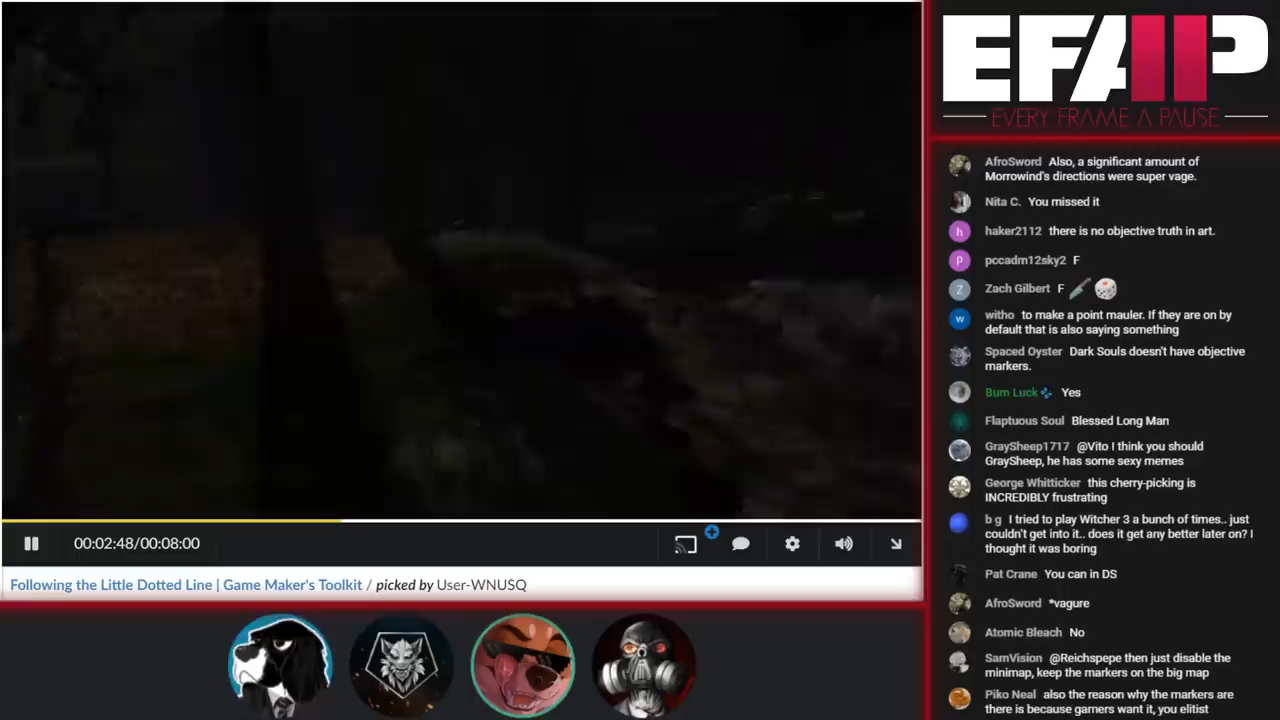 EFAP
EVERY FRAME A PAUSE
AfroSword Also, a significant amount of
Morrowind's directions were super vage.
Nita C. You missed it
h haker2112 there is no objective truth in art.
P pccadm12sky2 F
Z Zach Gilbert F
w witho to make a point mauler. If they are on by
default that is also saying something
Spaced Oyster Dark Souls doesn't have objective
markers.
Bum Luck Yes
Flaptuous Soul Blessed Long Man
GraySheep1717 @Vito I think you should
GraySheep, he has some sexy memes
George Whitticker this cherry-picking is
INCREDIBLY frustrating
b g I tried to play Witcher 3 a bunch of times.. just
couldn't get into it.. does it get any better later on? I
thought it was boring
Pat Crane You can in DS
AfroSword *vagure
Atomic Bleach No
SamVision @Reichspepe then just disable the
minimap, keep the markers on the big map
Piko Neal also the reason why the markers are
there is because gamers want it, you elitist
00:02:48/00:08:00
Following the Little Dotted Line | Game Maker's Toolkit / picked by User-WNUSQ